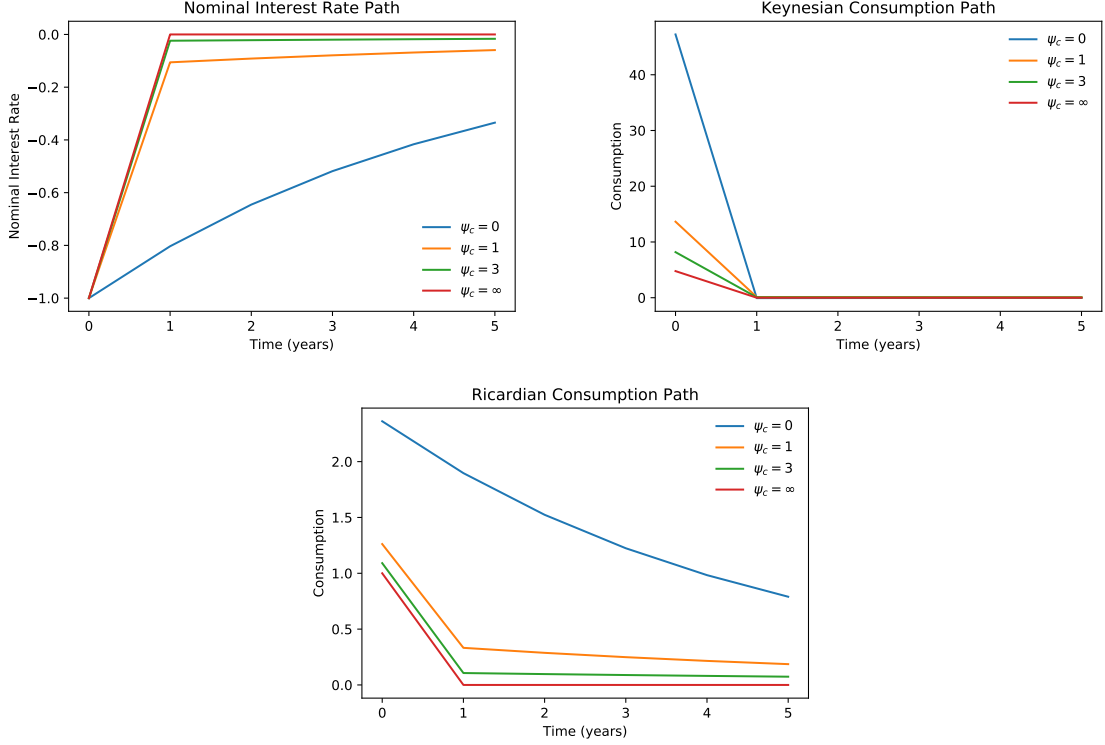 Nominal Interest Rate Path
Nominal Interest Rate
0.0
−0.2
−0.4
−0.6
−0.8
−1.0
ψc = 0
ψc = 1
ψc = 3
ψc = ∞
0 1 2 3 4 5
Time (years)
Keynesian Consumption Path
Consumption
40
30
20
10
0
ψc = 0
ψc = 1
ψc = 3
ψc = ∞
0 1 2 3 4 5
Time (years)
Ricardian Consumption Path
Consumption
2.0
1.5
1.0
0.5
0.0
ψc = 0
ψc = 1
ψc = 3
ψc = ∞
0 1 2 3 4 5
Time (years)